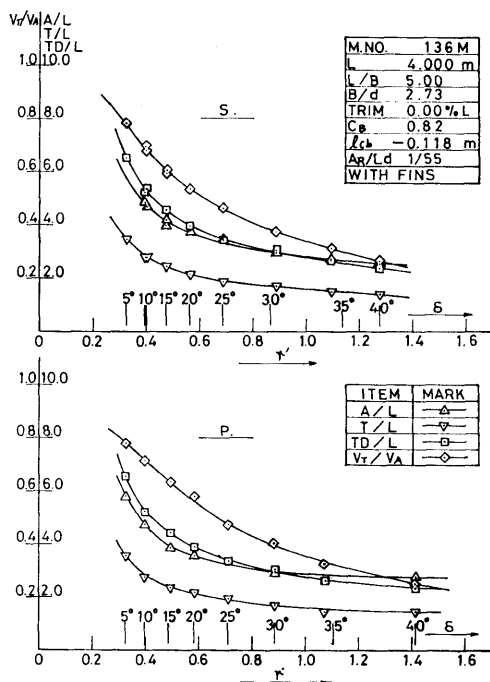 VT/VA A/L
T/L
TD/L
1.0 10.0
0.8 8.0
0.6 6.0
0.4 4.0
0.2 2.0
S.
M.NO. 136M
L 4.000 m
L/B 5.00
B/d 2.73
TRIM 0.00%L
CB 0.82
lcb -0.118 m
AR/Ld 1/55
WITH FINS
5° 10° 15° 20° 25° 30° 35° 40° δ
0 0.2 0.4 0.6 0.8 1.0 1.2 1.4 1.6
r'
1.0 10.0
0.8 8.0
0.6 6.0
0.4 4.0
0.2 2.0
P.
ITEM MARK
A/L
T/L
TD/L
VT/VA
5° 10° 15° 20° 25° 30° 35° 40° δ
0 0.2 0.4 0.6 0.8 1.0 1.2 1.4 1.6
r'